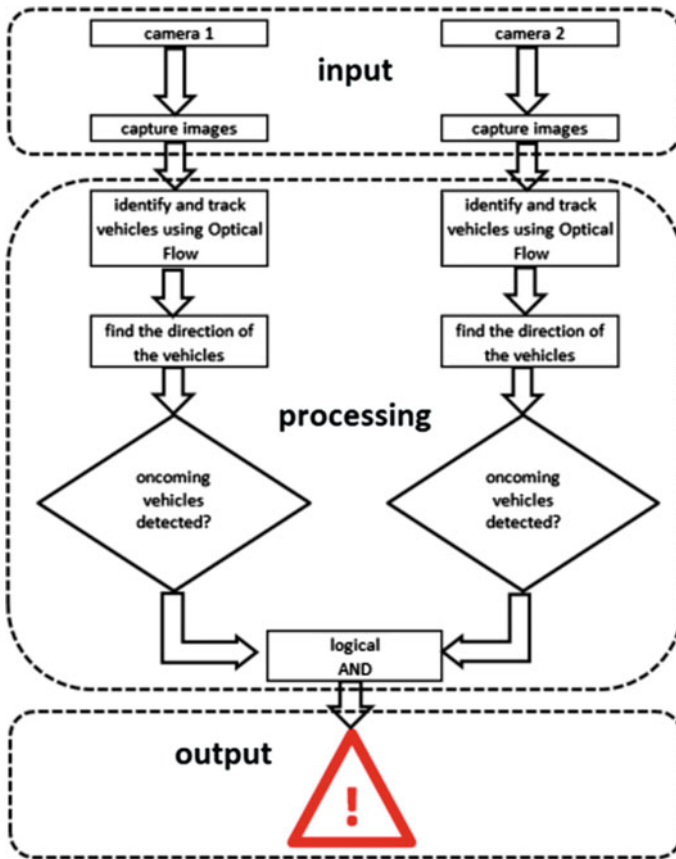 camera 1
camera 2
input
capture images
capture images
identify and track
vehicles using Optical
Flow
identify and track
vehicles using Optical
Flow
find the direction of
the vehicles
find the direction of
the vehicles
processing
oncoming
vehicles
detected?
oncoming
vehicles
detected?
logical
AND
output
!